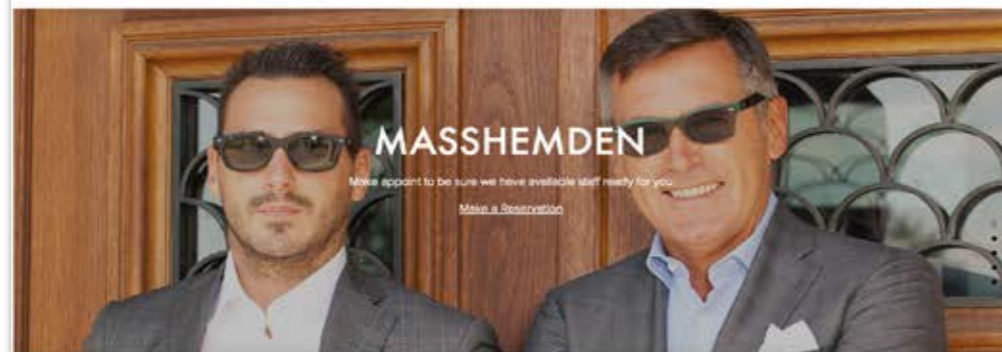 MASSHEMDEN
Make appoint to be sure we have available staff ready for you
Make a Reservation